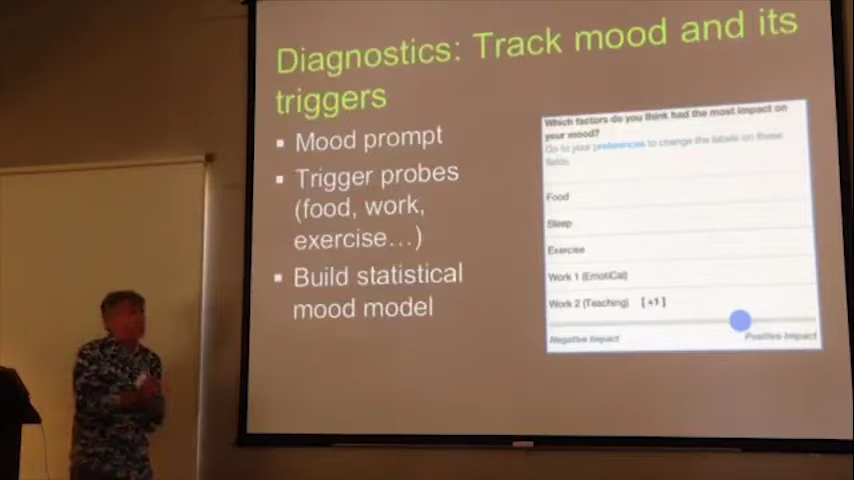 Diagnostics: Track mood and its
triggers
Mood prompt
Trigger probes
(food, work,
exercise…)
Build statistical
mood model
Which factors do you think had the most impact on
your mood?
Go to your preferences to change the labels on these
fields.
Food
Sleep
Exercise
Work 1 (EmotiCal)
Work 2 (Teaching) [ +1 ]
Negative Impact Positive Impact